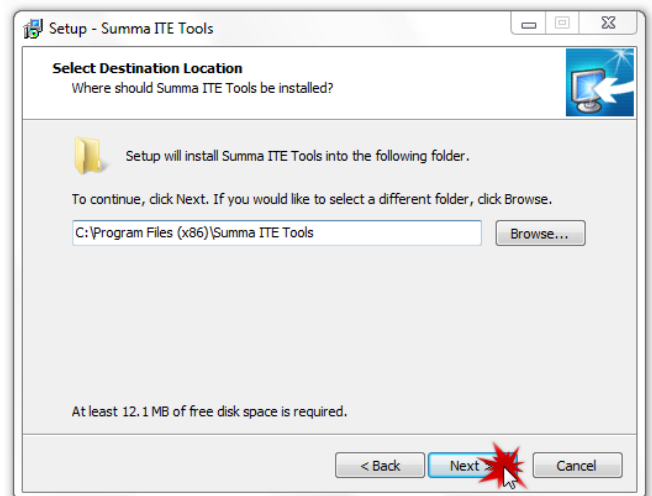 Setup - Summa ITE Tools
Select Destination Location
Where should Summa ITE Tools be installed?
Setup will install Summa ITE Tools into the following folder.
To continue, click Next. If you would like to select a different folder, click Browse.
C:\Program Files (x86)\Summa ITE Tools
Browse...
At least 12.1 MB of free disk space is required.
< Back
Next >
Cancel